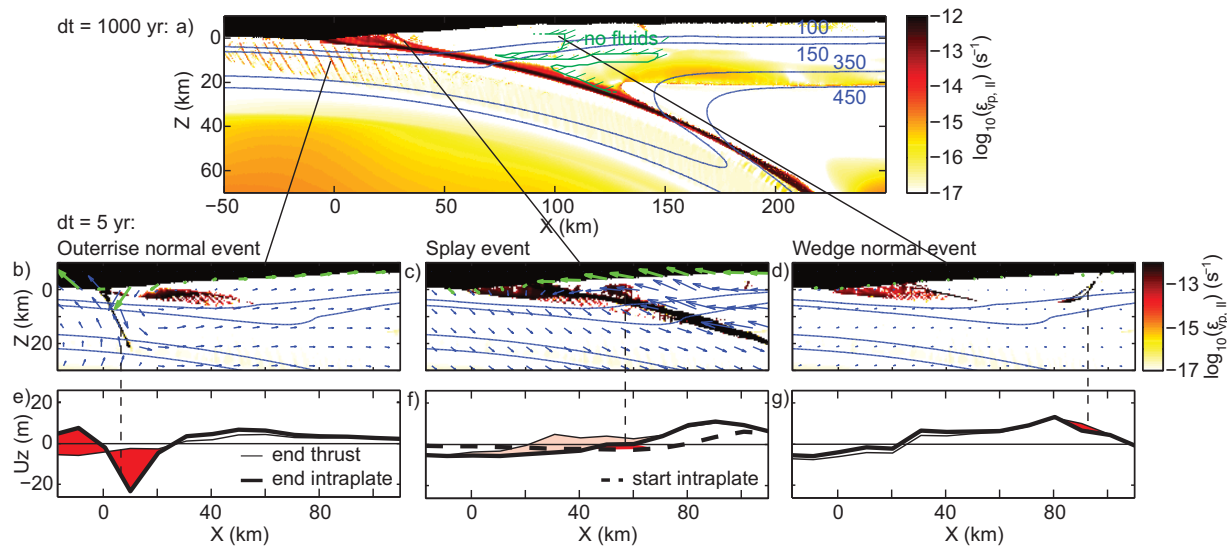 dt = 1000 yr: a)
Z (km)
0
20
40
60
no fluids
100
150
350
450
−12
−13
−14
−15
−16
−17
log10(ε̇vp, II) (s−1)
−50 0 50 100 150 200
X (km)
dt = 5 yr:
Outerrise normal event
Splay event
Wedge normal event
b)
c)
d)
Z (km)
0
20
−13
−15
−17
log10(ε̇vp, II) (s−1)
e)
f)
g)
Uz (m)
20
0
−20
end thrust
end intraplate
start intraplate
0 40 80
0 40 80
0 40 80
X (km)
X (km)
X (km)